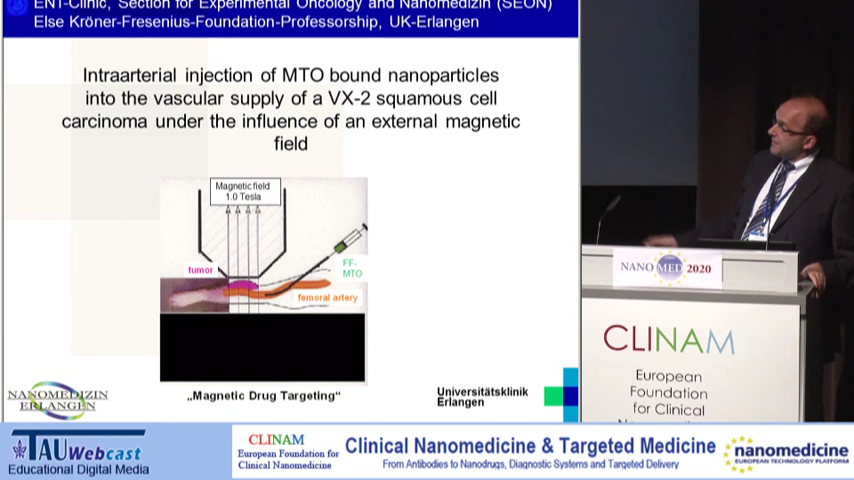 ENT-Clinic, Section for Experimental Oncology and Nanomedizin (SEON)
Else Kröner-Fresenius-Foundation-Professorship, UK-Erlangen
Intraarterial injection of MTO bound nanoparticles
into the vascular supply of a VX-2 squamous cell
carcinoma under the influence of an external magnetic
field
Magnetic field
1.0 Tesla
tumor
FF-
MTO
femoral artery
„Magnetic Drug Targeting“
NANOMEDIZIN
ERLANGEN
Universitätsklinik
Erlangen
NANOMED 2020
CLINAM
European
Foundation
for Clinical
TAUWebcast
Educational Digital Media
CLINAM
European Foundation for
Clinical Nanomedicine
Clinical Nanomedicine & Targeted Medicine
From Antibodies to Nanodrugs, Diagnostic Systems and Targeted Delivery
nanomedicine
EUROPEAN TECHNOLOGY PLATFORM